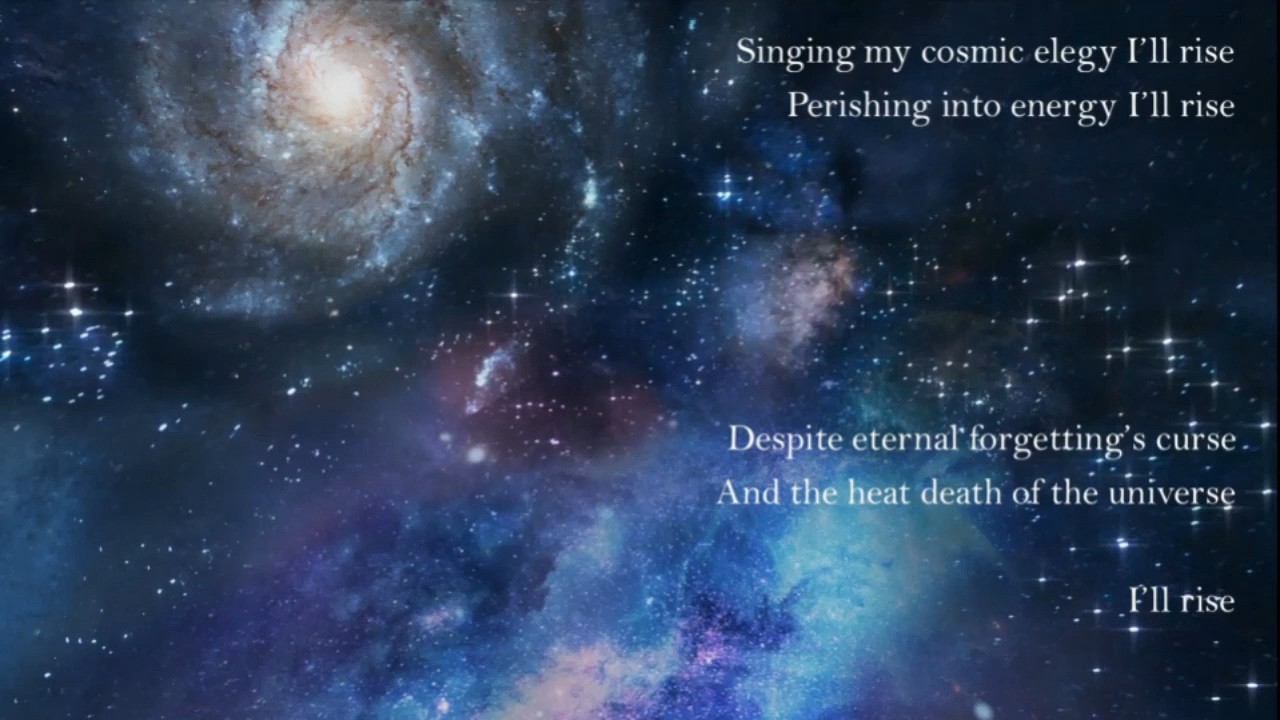 Singing my cosmic elegy I’ll rise
Perishing into energy I’ll rise
Despite eternal forgetting’s curse
And the heat death of the universe
I’ll rise